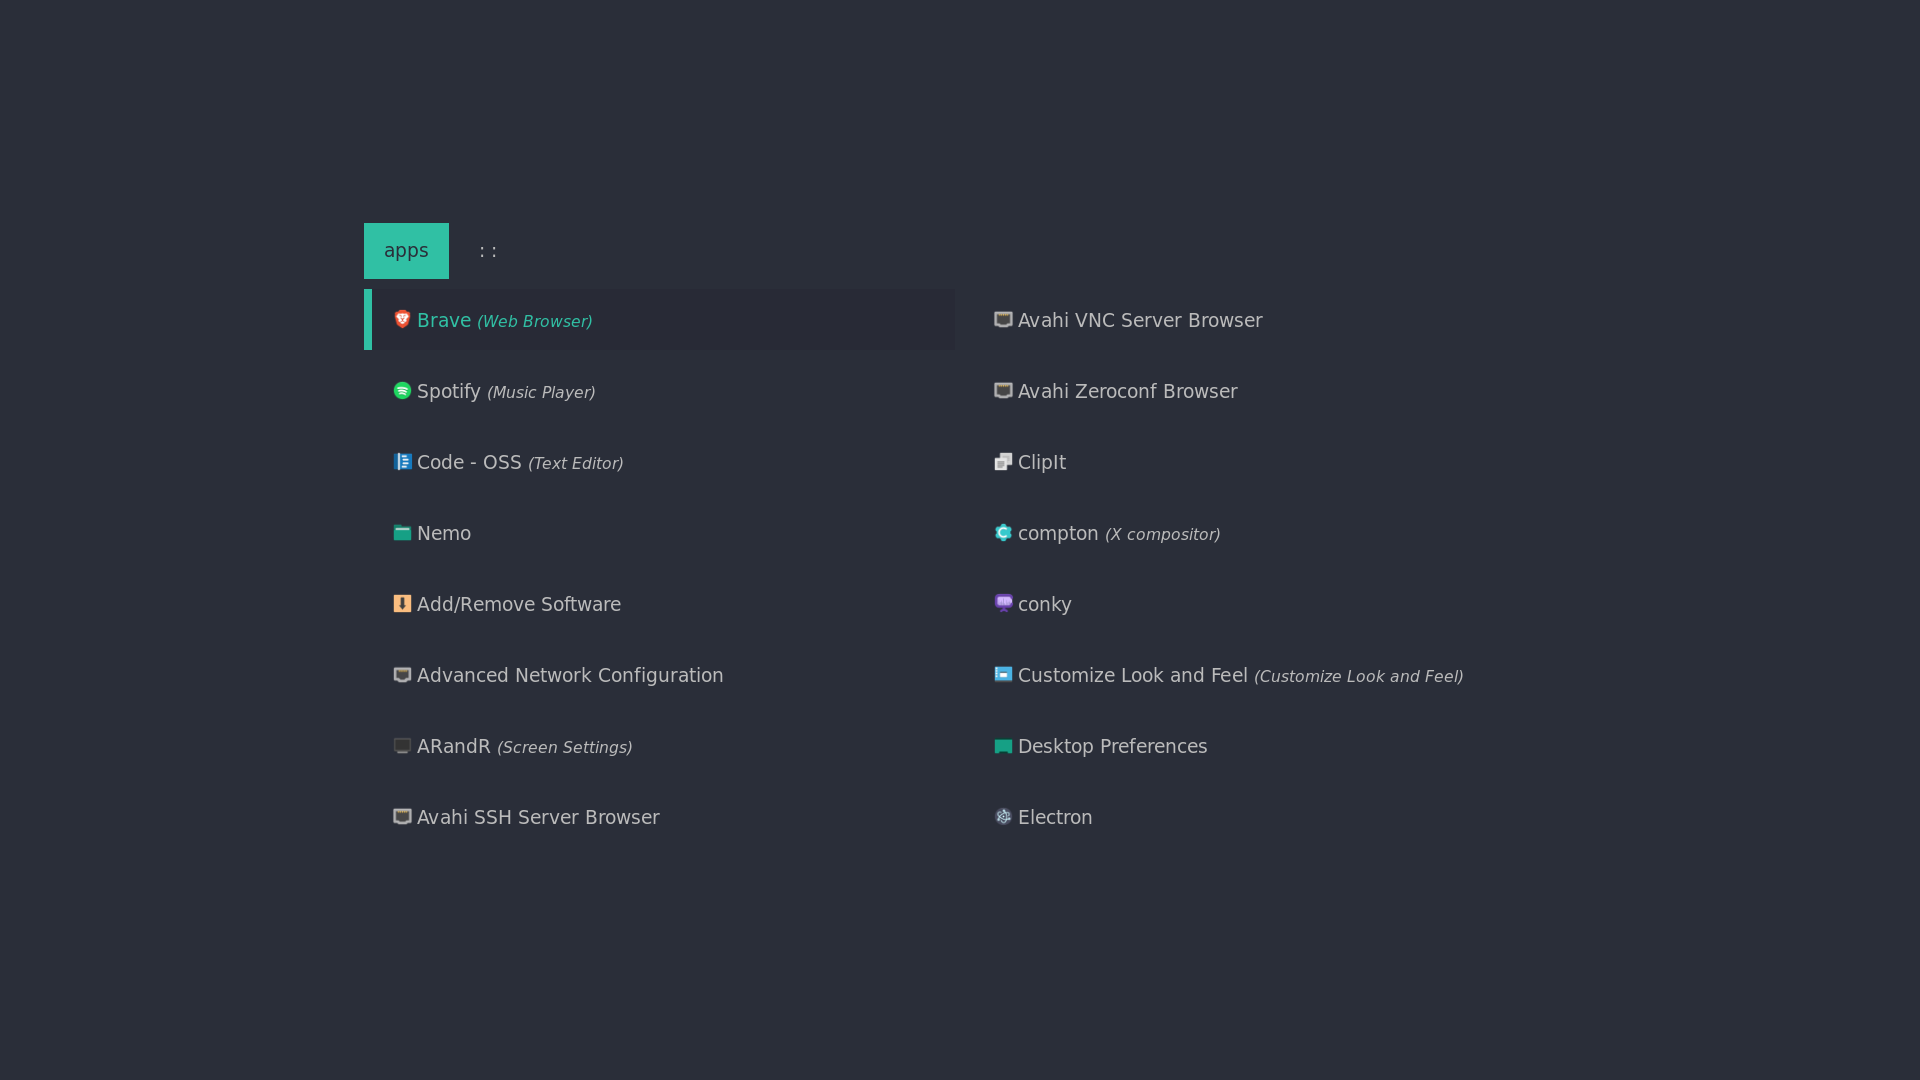 apps ::
Brave (Web Browser)
Spotify (Music Player)
Code - OSS (Text Editor)
Nemo
Add/Remove Software
Advanced Network Configuration
ARandR (Screen Settings)
Avahi SSH Server Browser
Avahi VNC Server Browser
Avahi Zeroconf Browser
ClipIt
compton (X compositor)
conky
Customize Look and Feel (Customize Look and Feel)
Desktop Preferences
Electron